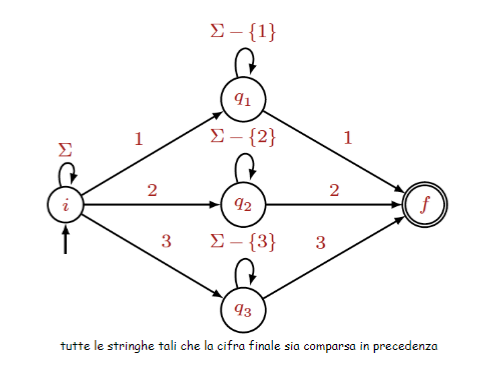 Σ − {1}
q₁
1
1
Σ − {2}
Σ
2
2
i
q₂
f
Σ − {3}
3
3
q₃
tutte le stringhe tali che la cifra finale sia comparsa in precedenza